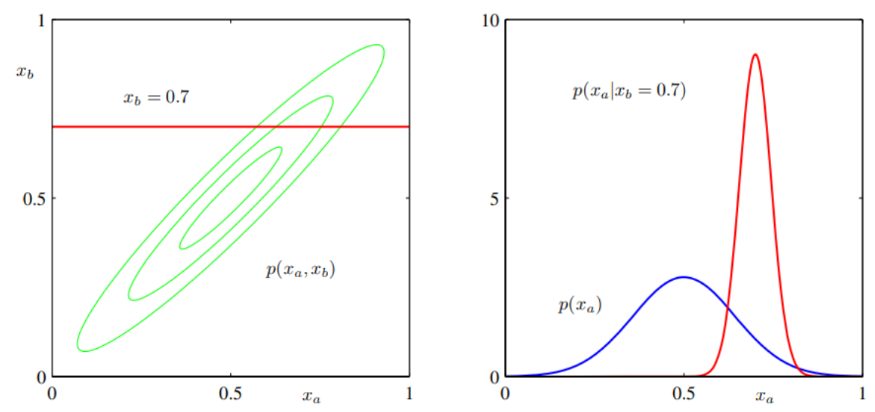 1
x_b
x_b = 0.7
0.5
p(x_a, x_b)
0
0
0.5
x_a
1
10
p(x_a|x_b = 0.7)
5
p(x_a)
0
0
0.5
x_a
1